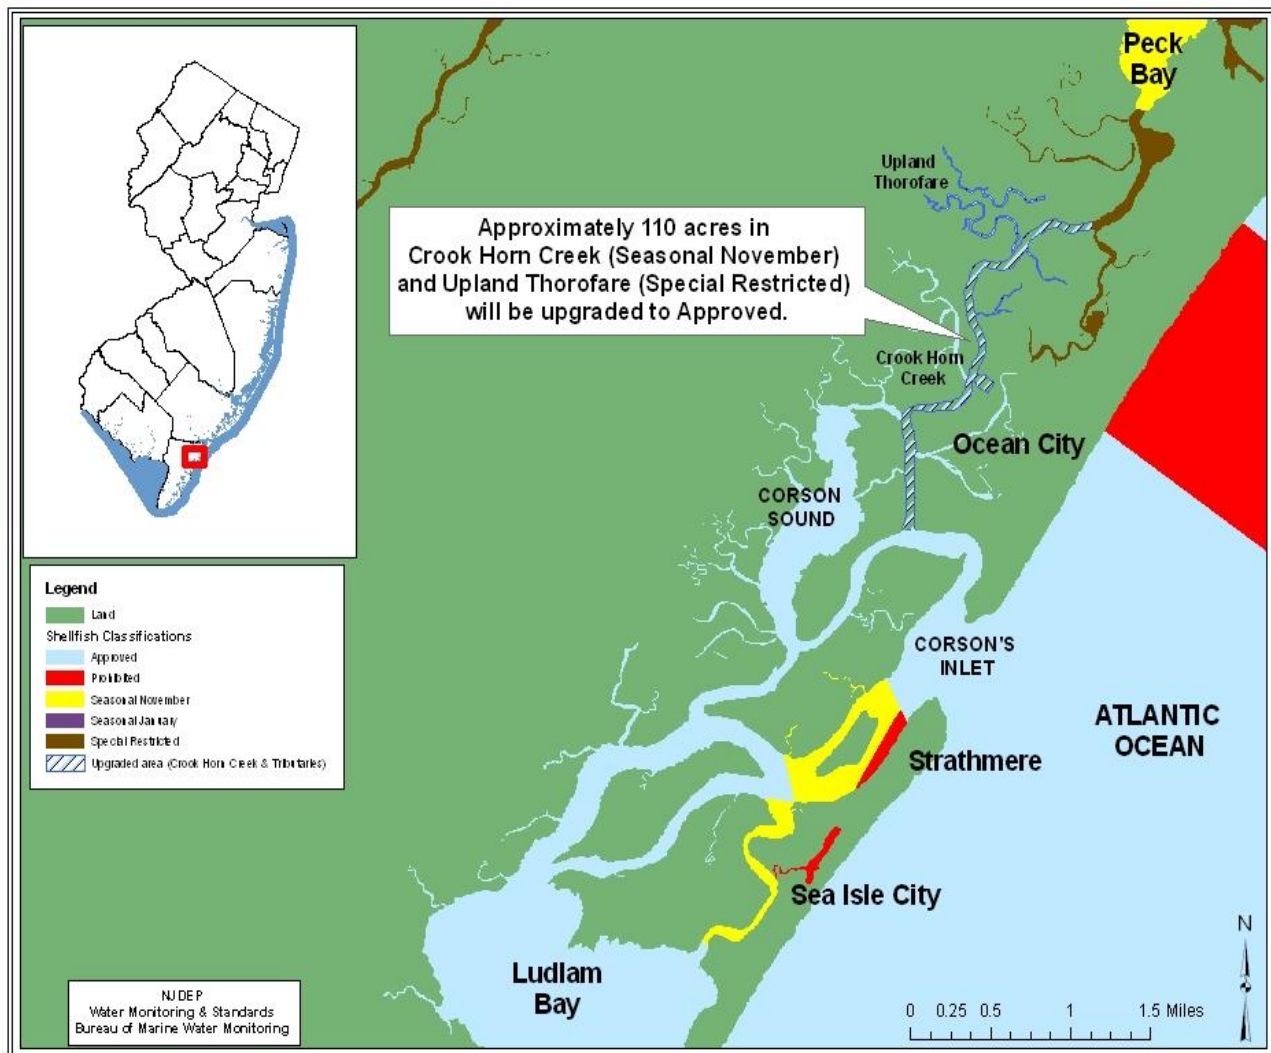 Peck
Bay
Upland
Thorofare
Approximately 110 acres in
Crook Horn Creek (Seasonal November)
and Upland Thorofare (Special Restricted)
will be upgraded to Approved.
Crook Horn
Creek
Ocean City
CORSON
SOUND
CORSON'S
INLET
ATLANTIC
OCEAN
Strathmere
Sea Isle City
Ludlam
Bay
Legend
Land
Shellfish Classifications
Approved
Prohibited
Seasonal November
Seasonal January
Special Restricted
Upgraded area (Crook Horn Creek & Tributaries)
NJDEP
Water Monitoring & Standards
Bureau of Marine Water Monitoring
N
0 0.25 0.5 1 1.5 Miles